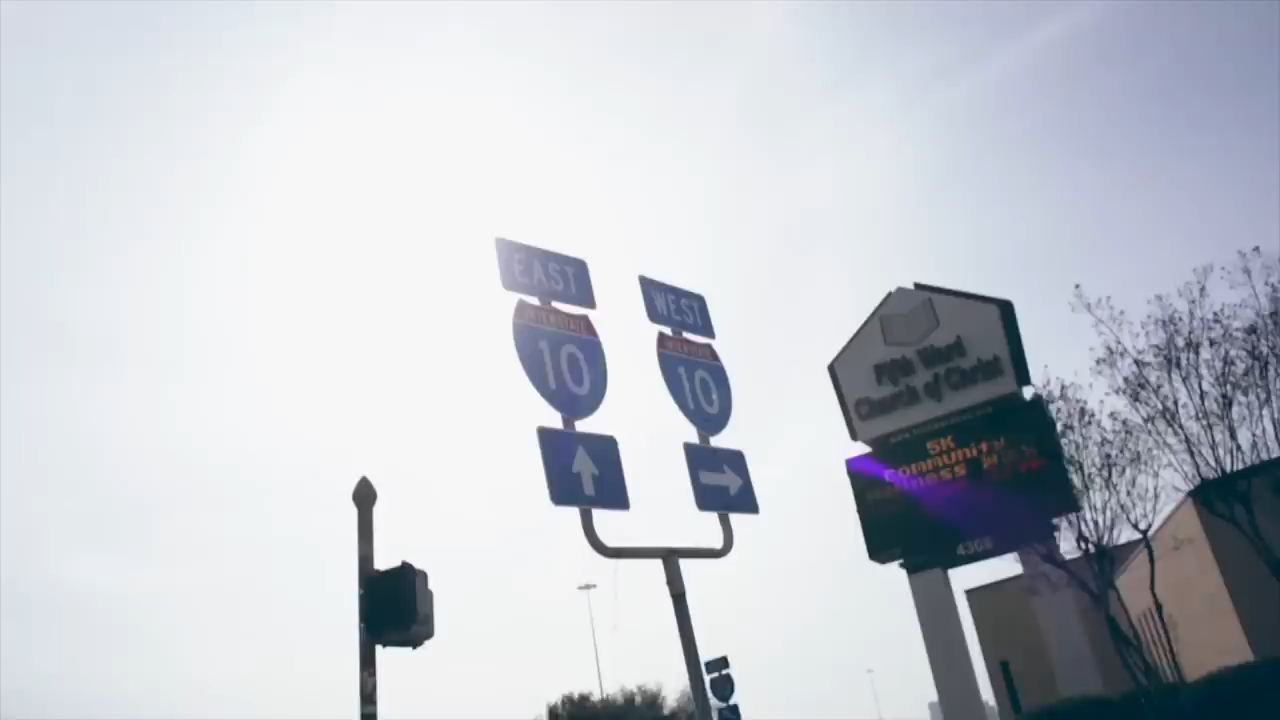 EAST
INTERSTATE
10
WEST
INTERSTATE
10
Fifth Ward
Church of Christ
5K
Community
4308